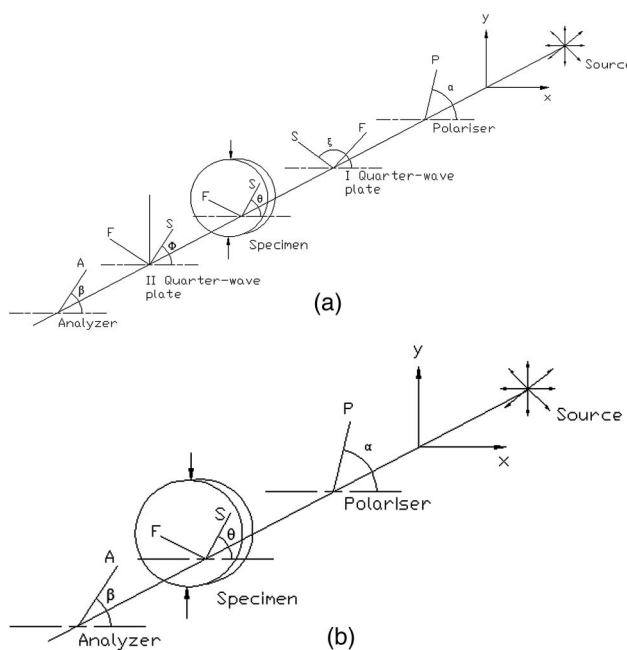 y
x
Source
P
α
Polariser
S
ξ
F
I Quarter-wave
plate
F
S
θ
Specimen
F
S
Φ
II Quarter-wave
plate
A
β
Analyzer
(a)
y
x
Source
P
α
Polariser
F
S
θ
Specimen
A
β
Analyzer
(b)